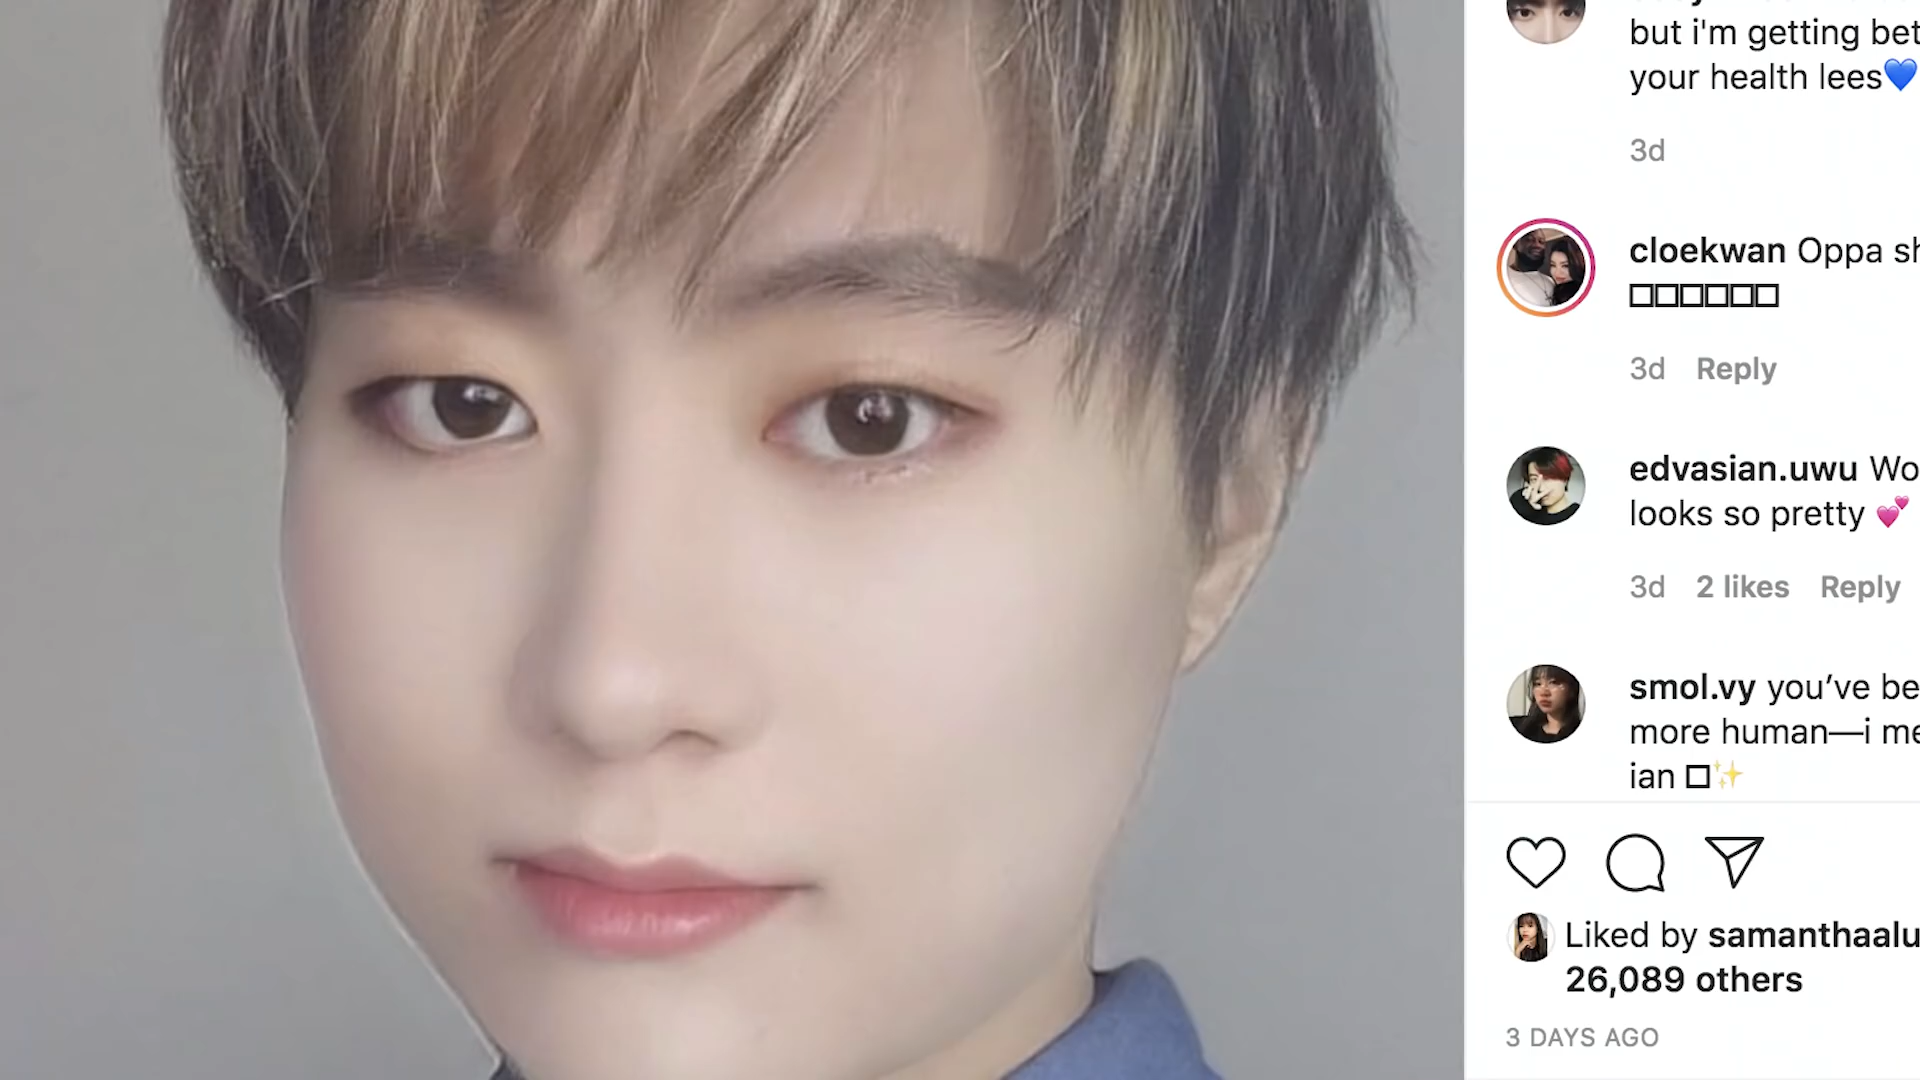 but i'm getting bet
your health lees💙
3d
cloekwan Oppa sh
□□□□□□
3d Reply
edvasian.uwu Wo
looks so pretty 💕
3d 2 likes Reply
smol.vy you’ve be
more human—i me
ian □✨
Liked by samanthaalu
26,089 others
3 DAYS AGO